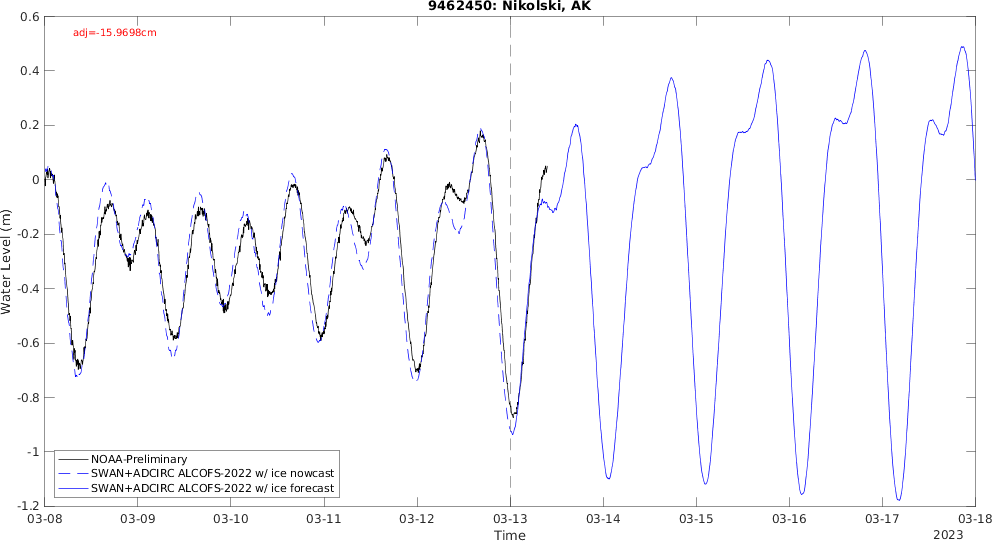 9462450: Nikolski, AK
adj=-15.9698cm
Water Level (m)
0.6
0.4
0.2
0
-0.2
-0.4
-0.6
-0.8
-1
-1.2
NOAA-Preliminary
SWAN+ADCIRC ALCOFS-2022 w/ ice nowcast
SWAN+ADCIRC ALCOFS-2022 w/ ice forecast
03-08 03-09 03-10 03-11 03-12 03-13 03-14 03-15 03-16 03-17 03-18
Time
2023